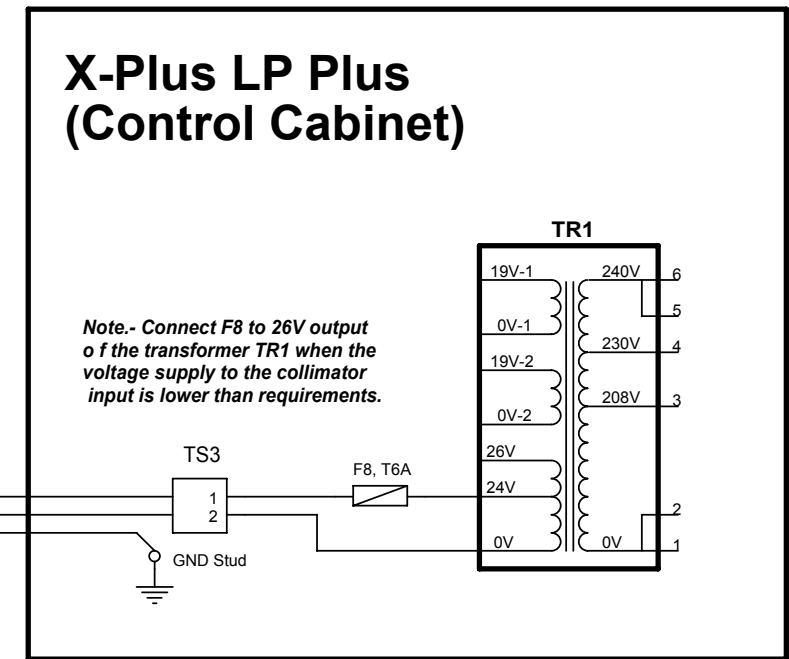 X-Plus LP Plus
(Control Cabinet)
TR1
19V-1
240V
6
5
0V-1
230V
4
19V-2
208V
3
0V-2
Note.- Connect F8 to 26V output
o f the transformer TR1 when the
voltage supply to the collimator
input is lower than requirements.
26V
TS3
F8, T6A
24V
1
2
2
0V
0V
1
GND Stud